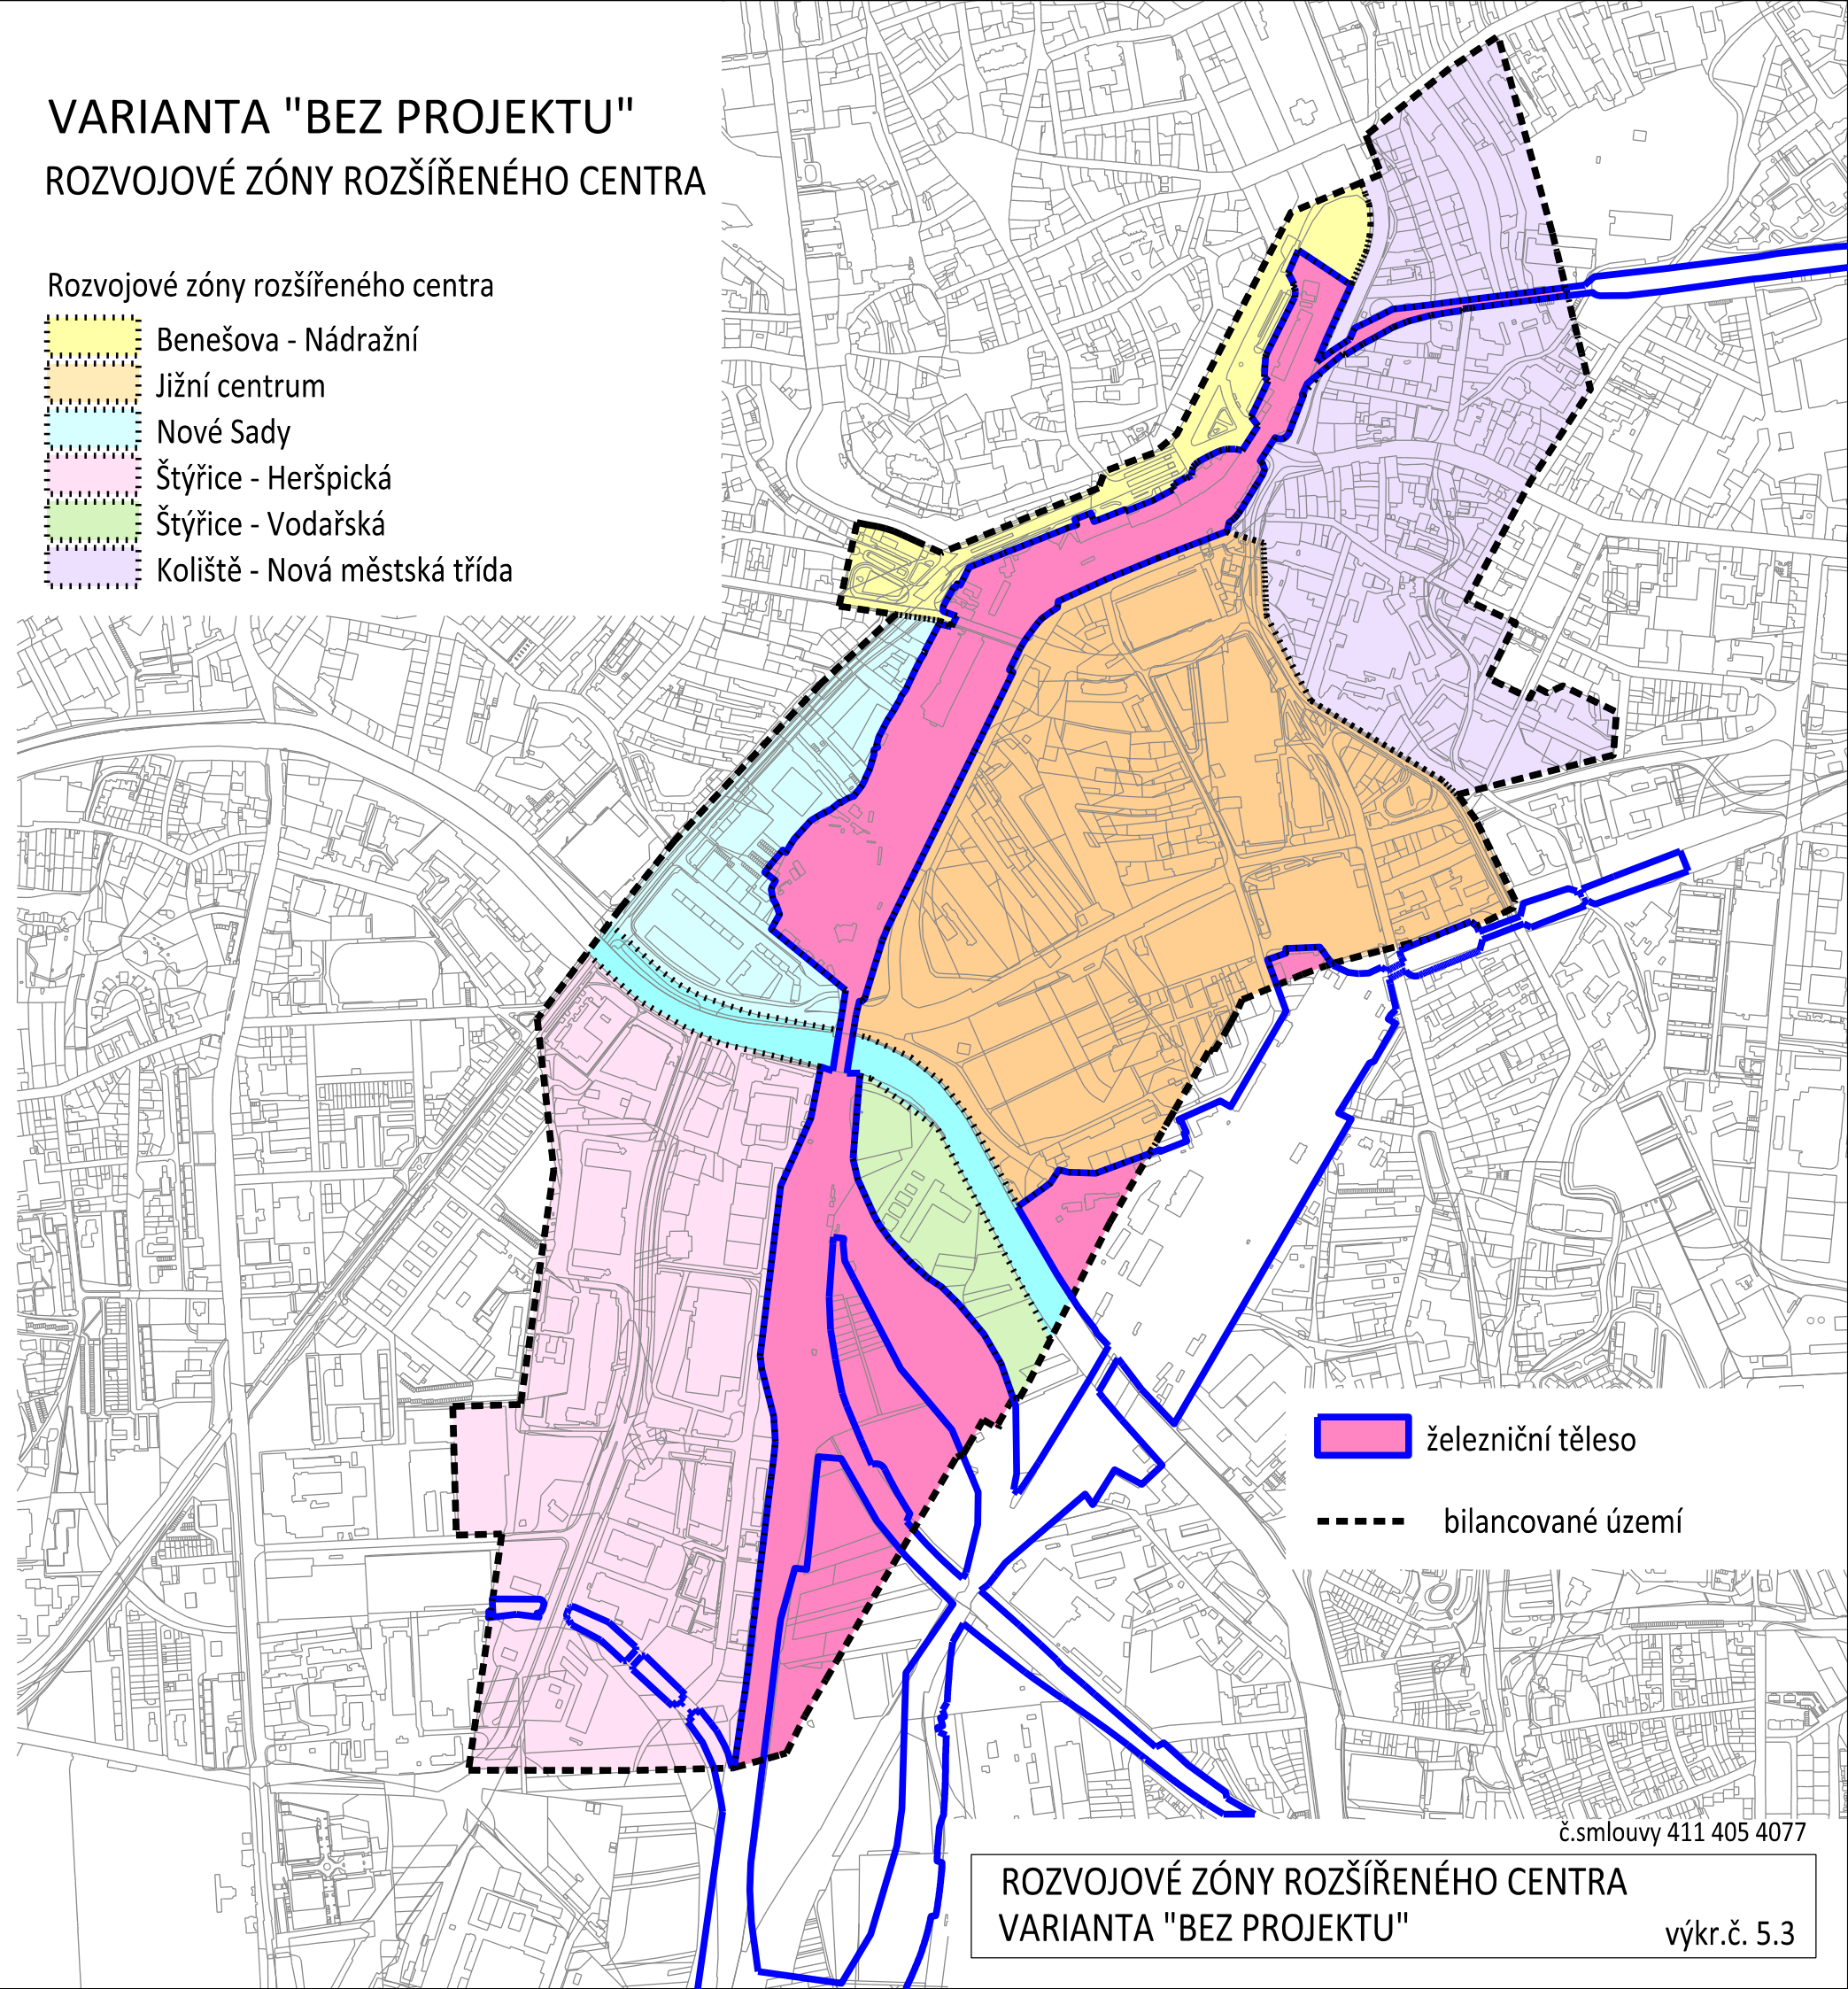 VARIANTA "BEZ PROJEKTU"
ROZVOJOVÉ ZÓNY ROZŠÍŘENÉHO CENTRA
Rozvojové zóny rozšířeného centra
Benešova - Nádražní
Jižní centrum
Nové Sady
Štýřice - Heršpická
Štýřice - Vodařská
Koliště - Nová městská třída
železniční těleso
bilancované území
č.smlouvy 411 405 4077
ROZVOJOVÉ ZÓNY ROZŠÍŘENÉHO CENTRA
VARIANTA "BEZ PROJEKTU"
výkr.č. 5.3